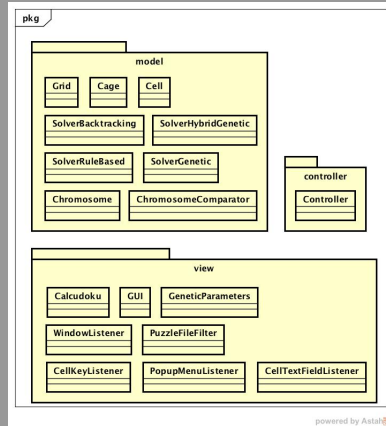 pkg
model
Grid Cage Cell
SolverBacktracking SolverHybridGenetic
SolverRuleBased SolverGenetic
Chromosome ChromosomeComparator
controller
Controller
view
Calcudoku GUI GeneticParameters
WindowListener PuzzleFileFilter
CellKeyListener PopupMenuListener CellTextFieldListener
powered by Astah